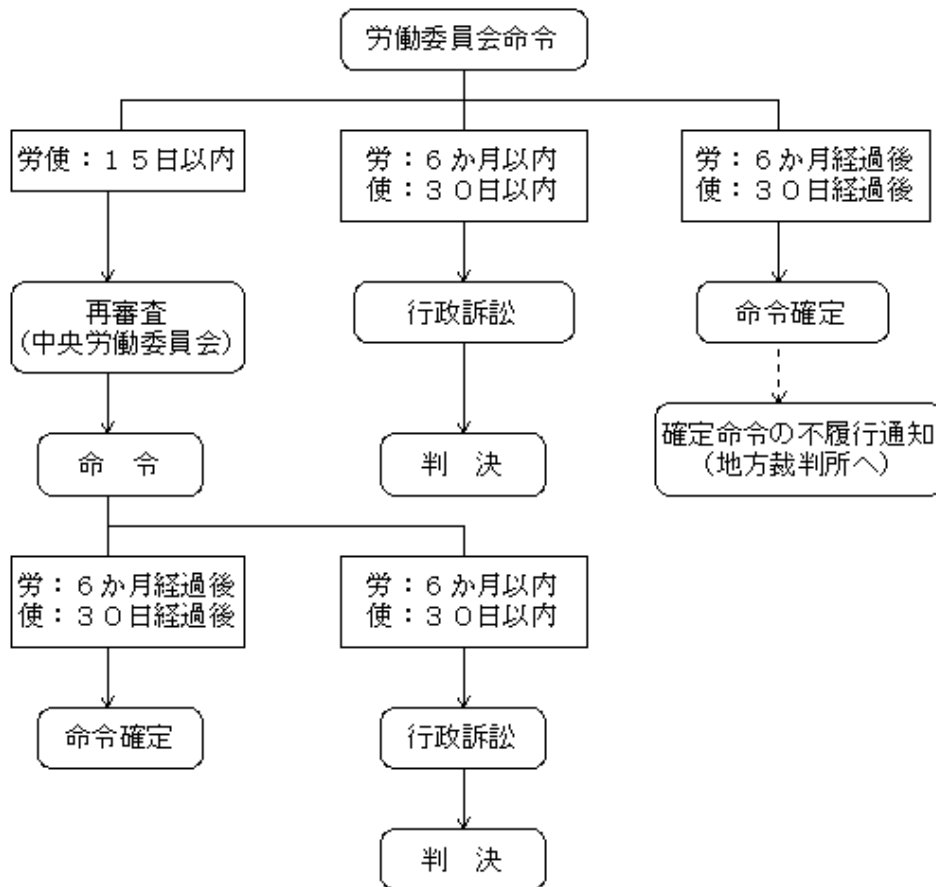 労働委員会命令
労使：１５日以内
労：６か月以内
使：３０日以内
労：６か月経過後
使：３０日経過後
再審査
(中央労働委員会)
行政訴訟
命令確定
命　令
判　決
確定命令の不履行通知
(地方裁判所へ)
労：６か月経過後
使：３０日経過後
労：６か月以内
使：３０日以内
命令確定
行政訴訟
判　決